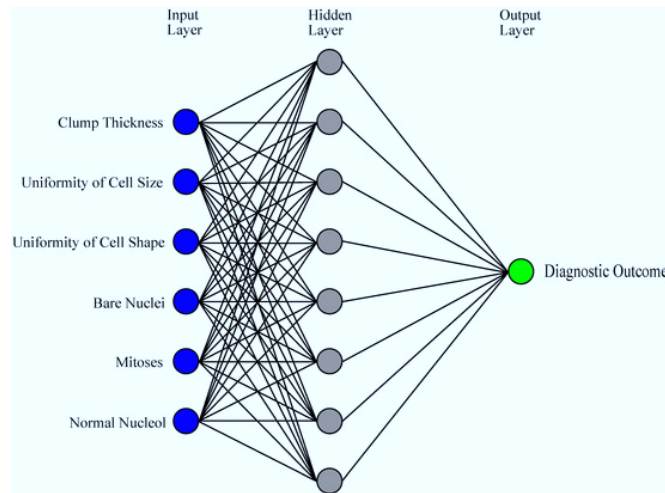 Input
Layer
Hidden
Layer
Output
Layer
Clump Thickness
Uniformity of Cell Size
Uniformity of Cell Shape
Bare Nuclei
Mitoses
Normal Nucleol
Diagnostic Outcome